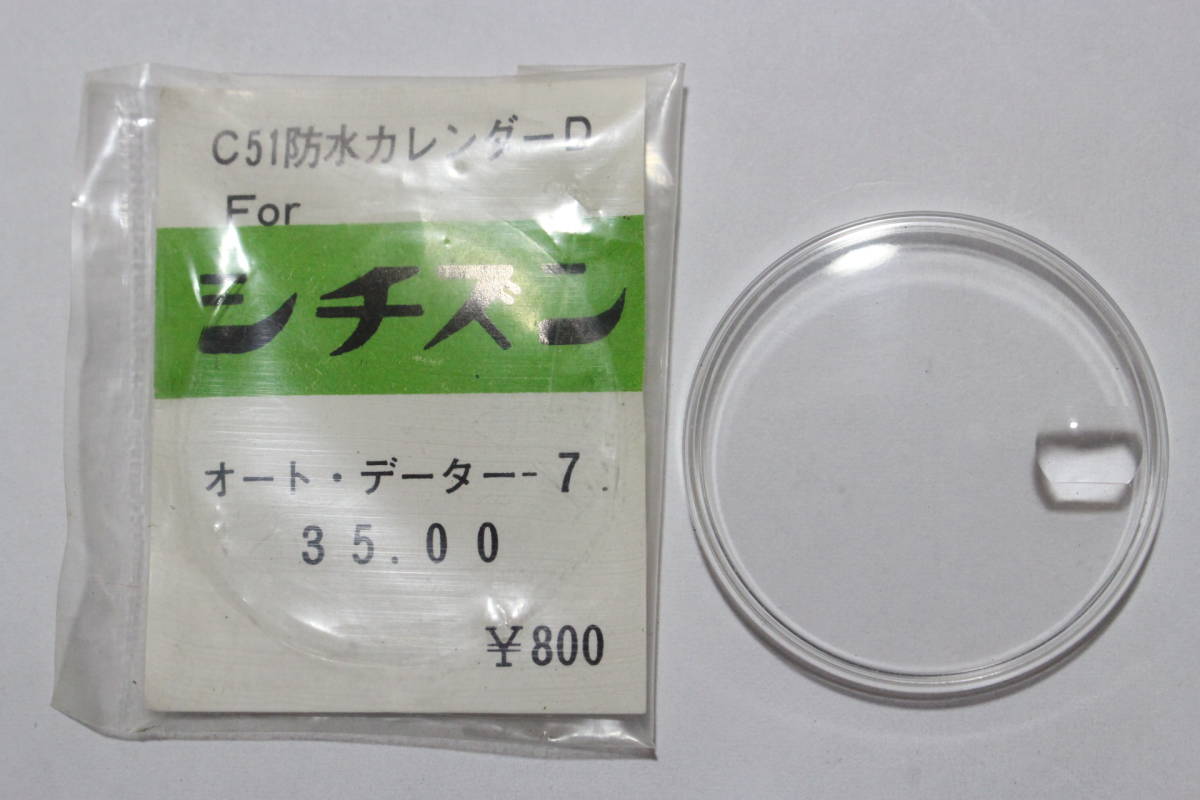 C51防水カレンダーD
For
シチズン
オート・データー-7
35.00
¥800